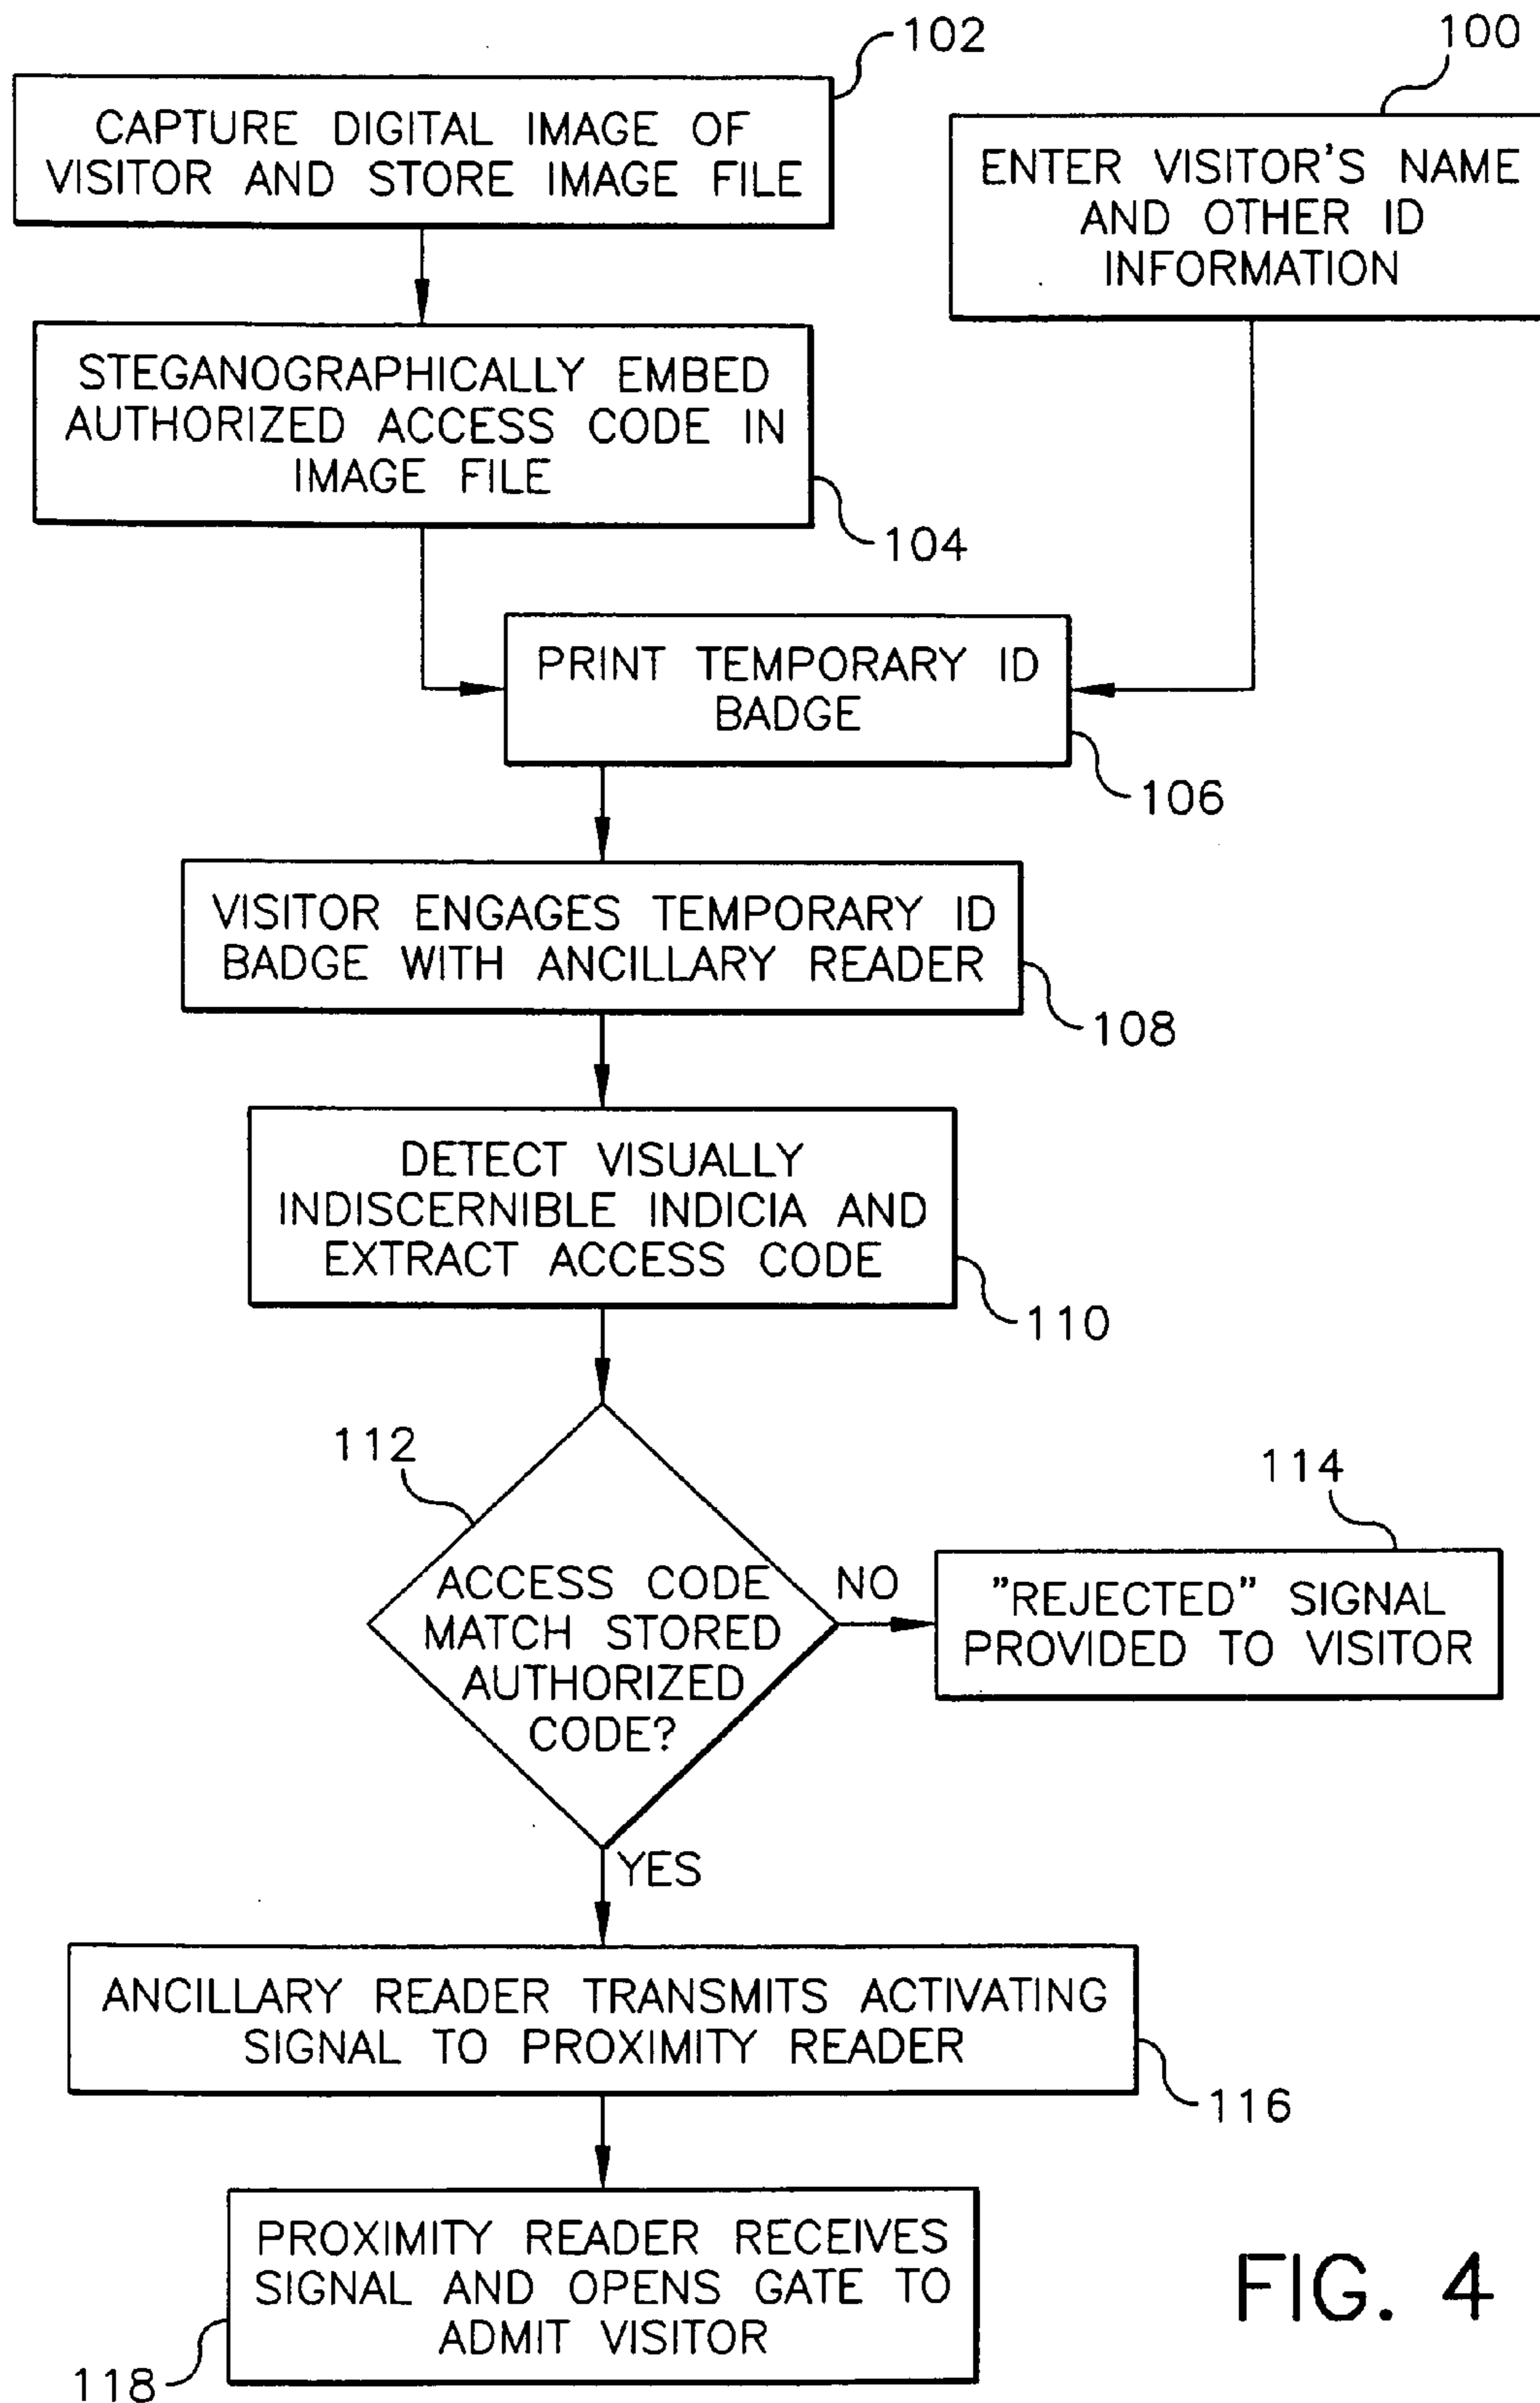 102
100
CAPTURE DIGITAL IMAGE OF
VISITOR AND STORE IMAGE FILE
ENTER VISITOR'S NAME
AND OTHER ID
INFORMATION
STEGANOGRAPHICALLY EMBED
AUTHORIZED ACCESS CODE IN
IMAGE FILE
104
PRINT TEMPORARY ID
BADGE
106
VISITOR ENGAGES TEMPORARY ID
BADGE WITH ANCILLARY READER
108
DETECT VISUALLY
INDISCERNIBLE INDICIA AND
EXTRACT ACCESS CODE
110
112
ACCESS CODE
MATCH STORED
AUTHORIZED
CODE?
NO
114
"REJECTED" SIGNAL
PROVIDED TO VISITOR
YES
ANCILLARY READER TRANSMITS ACTIVATING
SIGNAL TO PROXIMITY READER
116
PROXIMITY READER RECEIVES
SIGNAL AND OPENS GATE TO
ADMIT VISITOR
118
FIG. 4